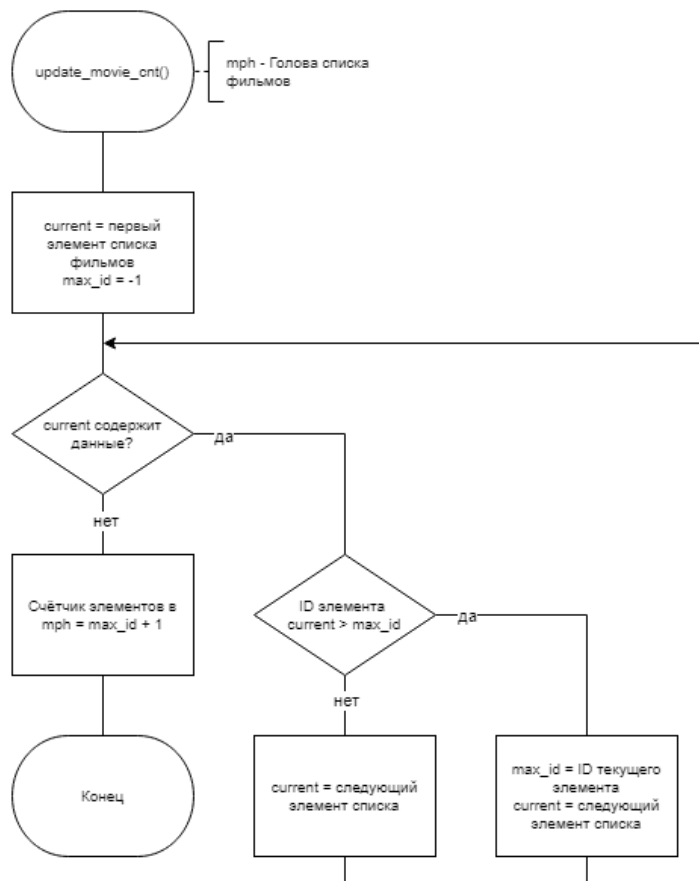 update_movie_cnt()
mph - Голова списка
фильмов
current = первый
элемент списка
фильмов
max_id = -1
current содержит
данные?
да
нет
Счётчик элементов в
mph = max_id + 1
ID элемента
current > max_id
да
нет
Конец
current = следующий
элемент списка
max_id = ID текущего
элемента
current = следующий
элемент списка